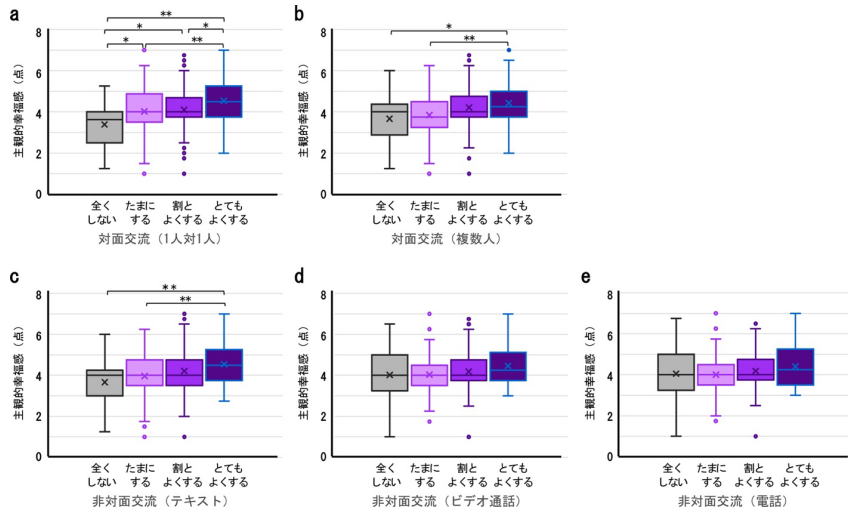 a
**
*
*
*
**
8
6
4
2
0
主観的幸福感（点）
全く
しない
たまに
する
割と
よくする
とても
よくする
対面交流（1人対1人）
b
*
**
8
6
4
2
0
主観的幸福感（点）
全く
しない
たまに
する
割と
よくする
とても
よくする
対面交流（複数人）
c
**
**
8
6
4
2
0
主観的幸福感（点）
全く
しない
たまに
する
割と
よくする
とても
よくする
非対面交流（テキスト）
d
8
6
4
2
0
主観的幸福感（点）
全く
しない
たまに
する
割と
よくする
とても
よくする
非対面交流（ビデオ通話）
e
8
6
4
2
0
主観的幸福感（点）
全く
しない
たまに
する
割と
よくする
とても
よくする
非対面交流（電話）